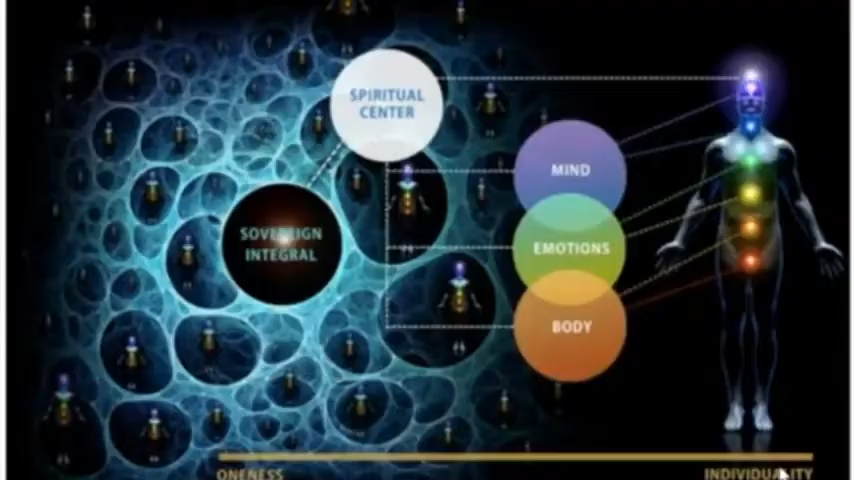 SPIRITUAL
CENTER
MIND
SOVEREIGN
INTEGRAL
EMOTIONS
BODY
ONENESS
INDIVIDUALITY